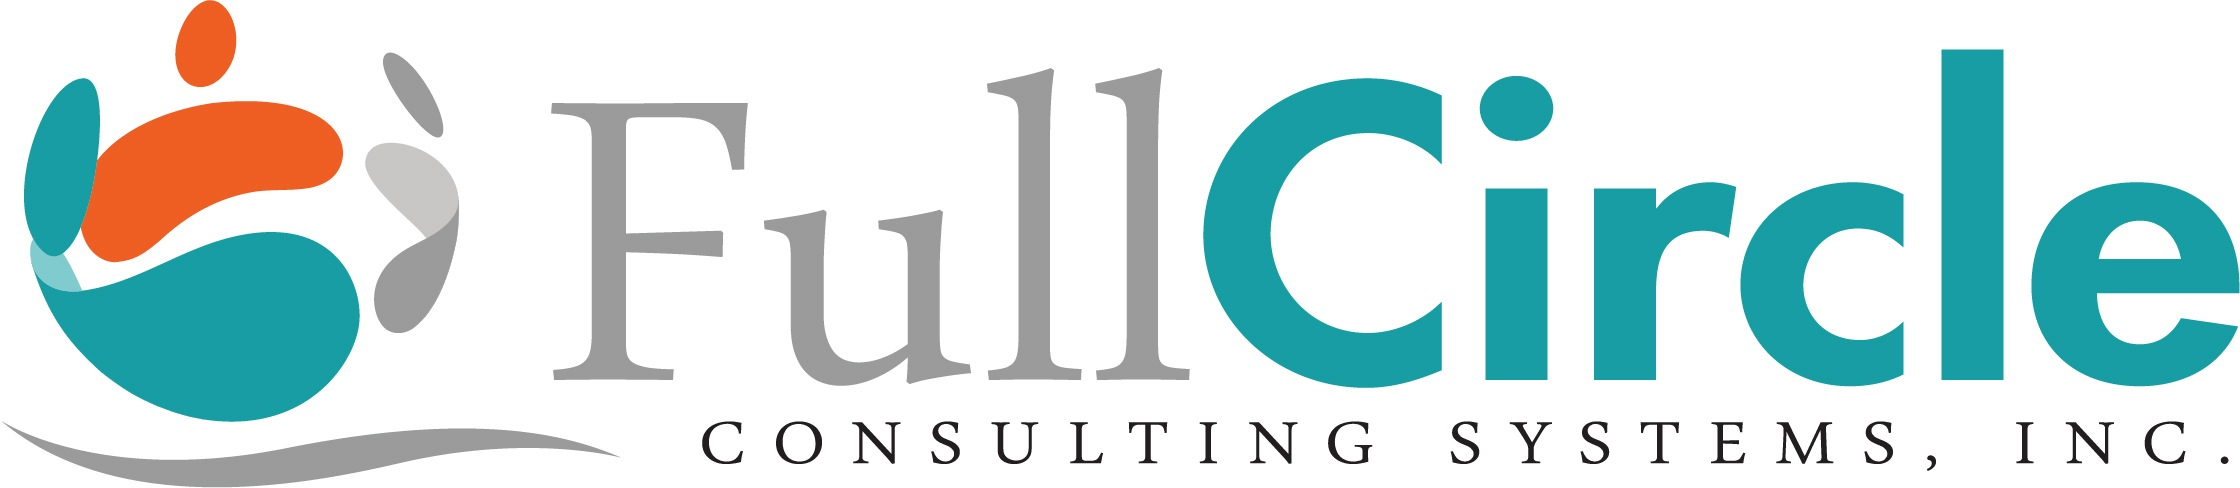 FullCircle
CONSULTING SYSTEMS, INC.